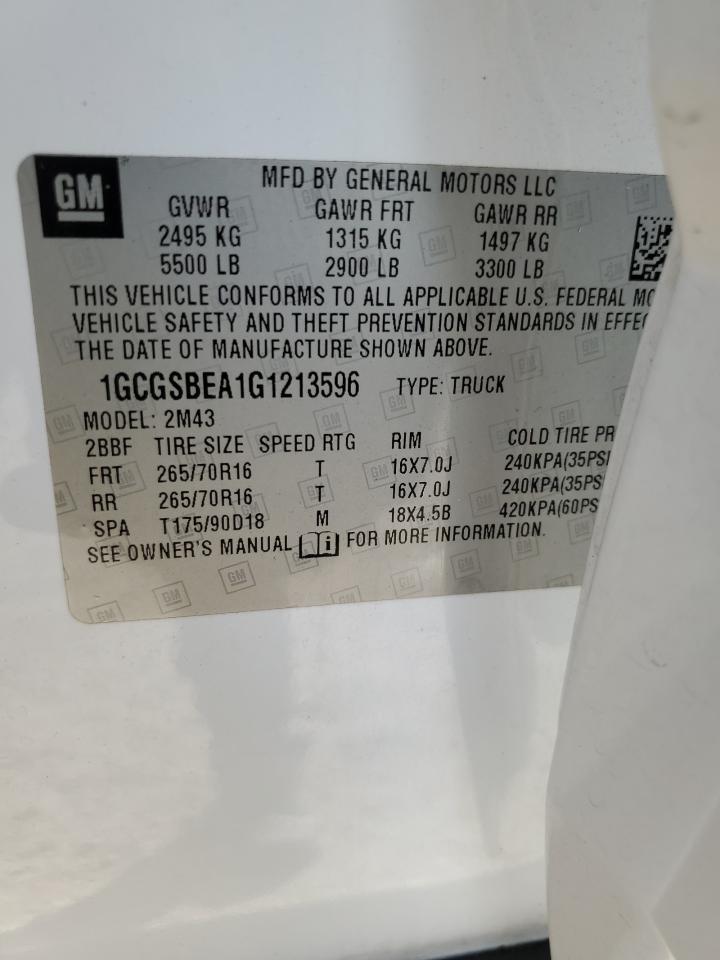 GM
MFD BY GENERAL MOTORS LLC
GVWR GAWR FRT GAWR RR
2495 KG 1315 KG 1497 KG
5500 LB 2900 LB 3300 LB
THIS VEHICLE CONFORMS TO ALL APPLICABLE U.S. FEDERAL MO
VEHICLE SAFETY AND THEFT PREVENTION STANDARDS IN EFFE
THE DATE OF MANUFACTURE SHOWN ABOVE.
1GCGSBEA1G1213596 TYPE: TRUCK
MODEL: 2M43
2BBF TIRE SIZE SPEED RTG RIM COLD TIRE PR
FRT 265/70R16 T 16X7.0J 240KPA(35PSI
RR 265/70R16 T 16X7.0J 240KPA(35PS
SPA T175/90D18 M 18X4.5B 420KPA(60PS
SEE OWNER'S MANUAL i FOR MORE INFORMATION.